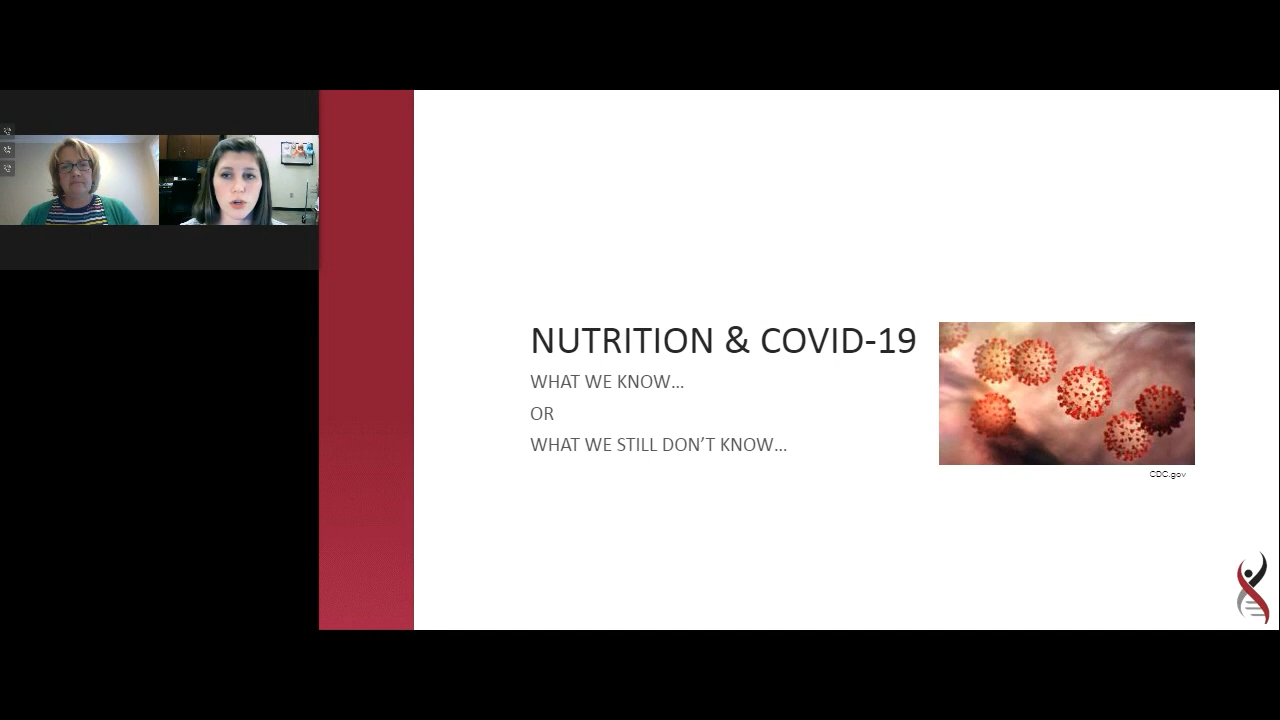 NUTRITION & COVID-19
WHAT WE KNOW…
OR
WHAT WE STILL DON’T KNOW…
CDC.gov